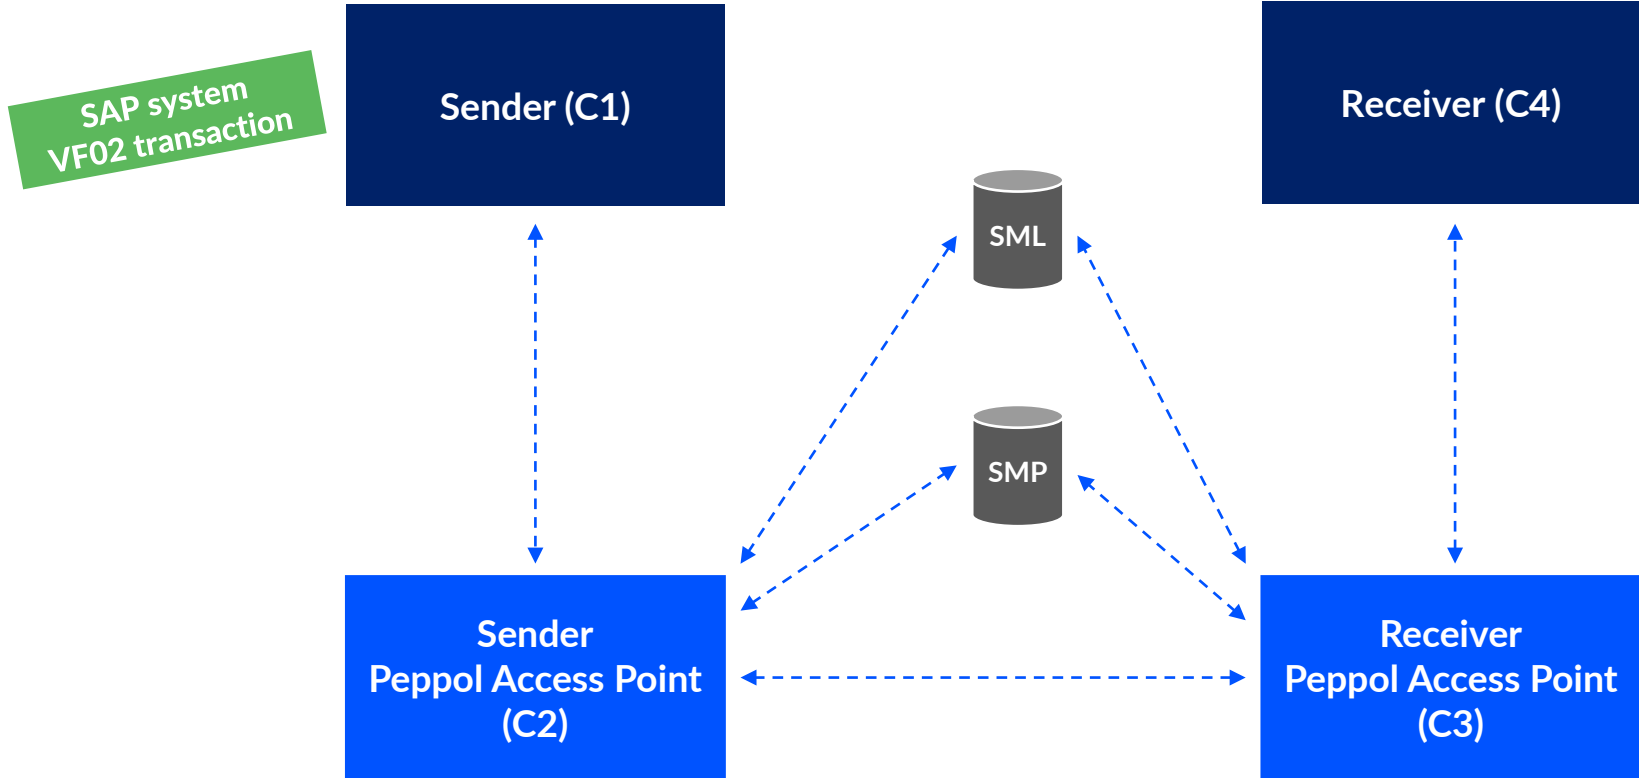 SAP system
VF02 transaction
Sender (C1)
Receiver (C4)
SML
SMP
Sender
Peppol Access Point
(C2)
Receiver
Peppol Access Point
(C3)